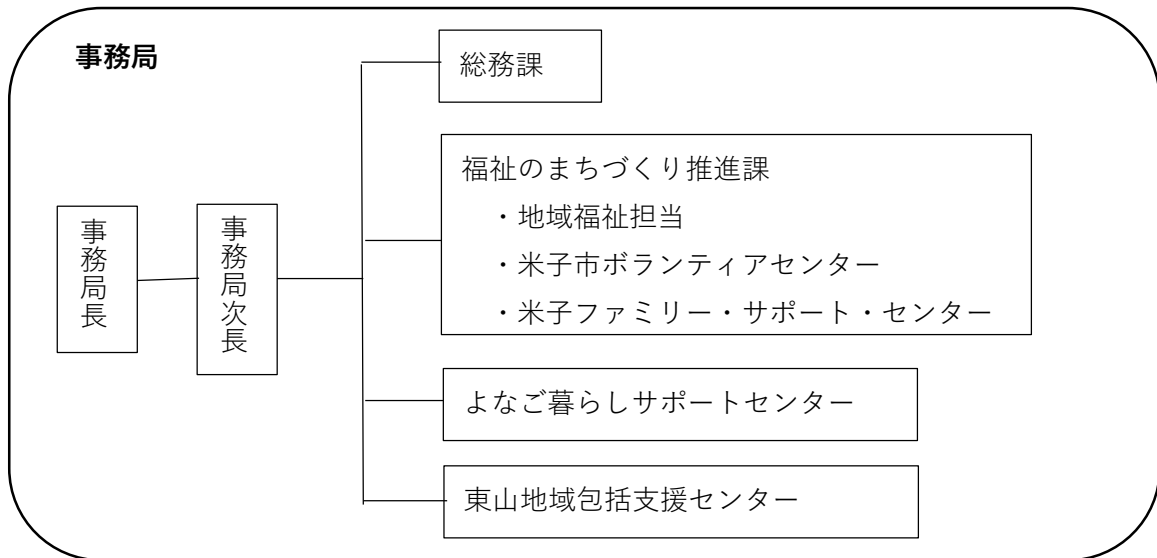 事務局
総務課
福祉のまちづくり推進課
・地域福祉担当
・米子市ボランティアセンター
・米子ファミリー・サポート・センター
事務局長
事務局次長
よなご暮らしサポートセンター
東山地域包括支援センター